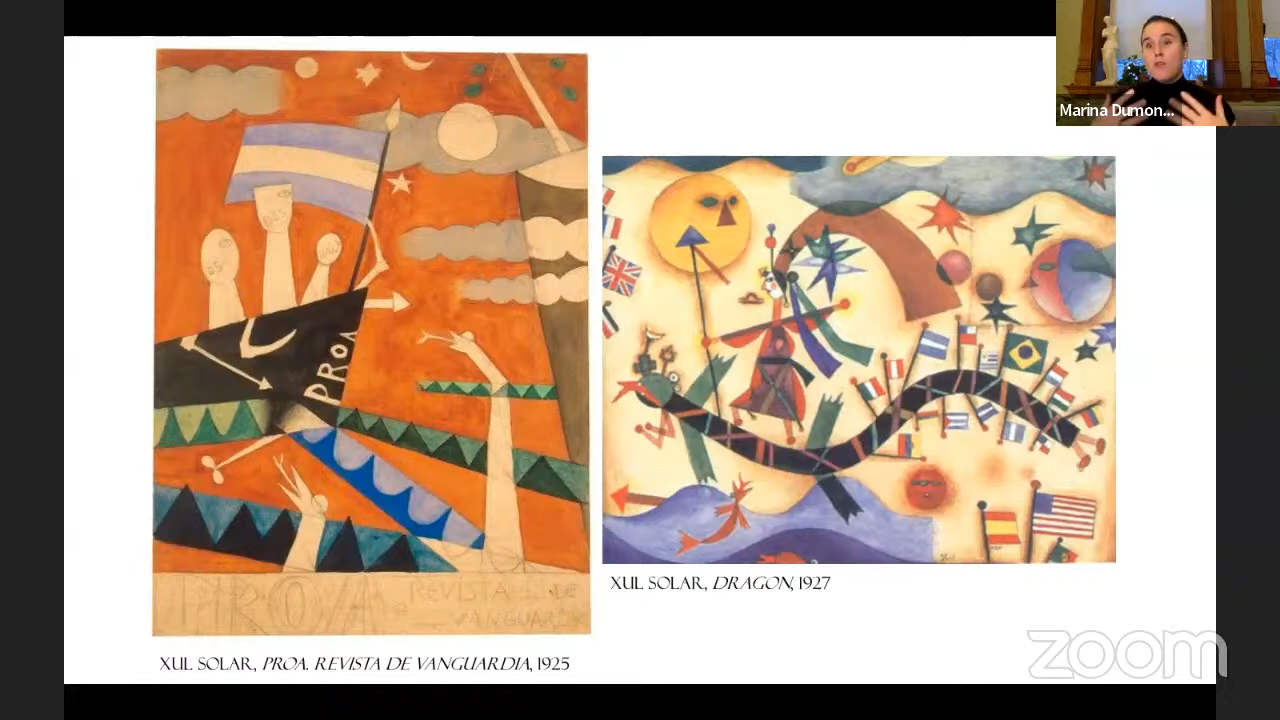 Marina Dumon...
PROA
PROA REVISTA DE
VANGUARDIA
XUL SOLAR, DRAGON, 1927
XUL SOLAR, PROA. REVISTA DE VANGUARDIA, 1925
zoom